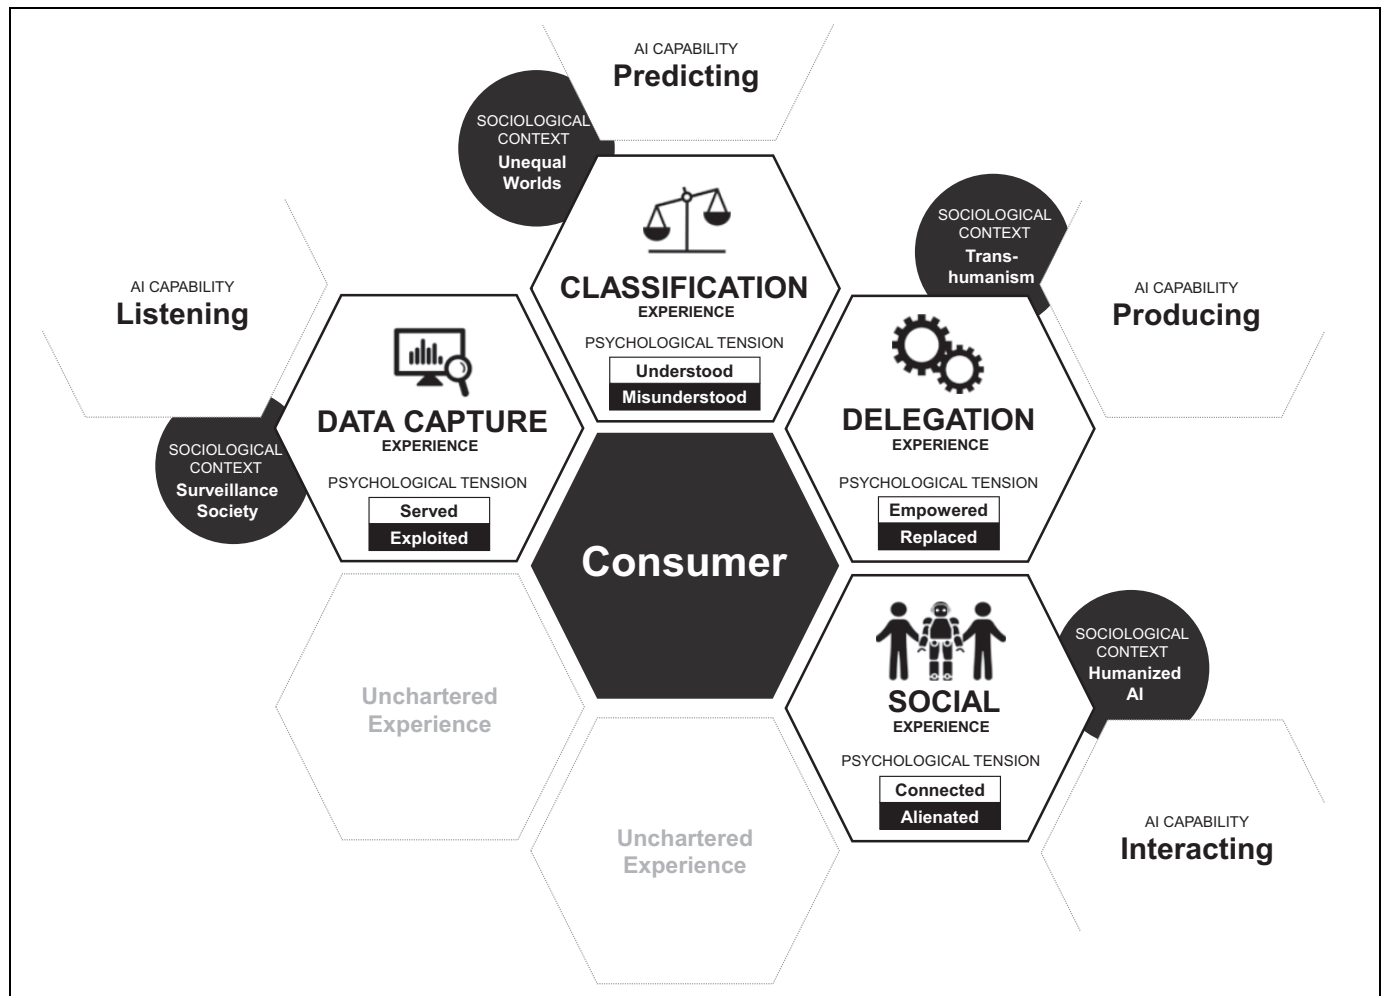 AI CAPABILITY
Predicting
SOCIOLOGICAL
CONTEXT
Unequal
Worlds
CLASSIFICATION
EXPERIENCE
PSYCHOLOGICAL TENSION
Understood
Misunderstood
AI CAPABILITY
Listening
SOCIOLOGICAL
CONTEXT
Surveillance
Society
DATA CAPTURE
EXPERIENCE
PSYCHOLOGICAL TENSION
Served
Exploited
SOCIOLOGICAL
CONTEXT
Trans-
humanism
AI CAPABILITY
Producing
DELEGATION
EXPERIENCE
PSYCHOLOGICAL TENSION
Empowered
Replaced
Consumer
SOCIOLOGICAL
CONTEXT
Humanized
AI
SOCIAL
EXPERIENCE
PSYCHOLOGICAL TENSION
Connected
Alienated
AI CAPABILITY
Interacting
Unchartered
Experience
Unchartered
Experience